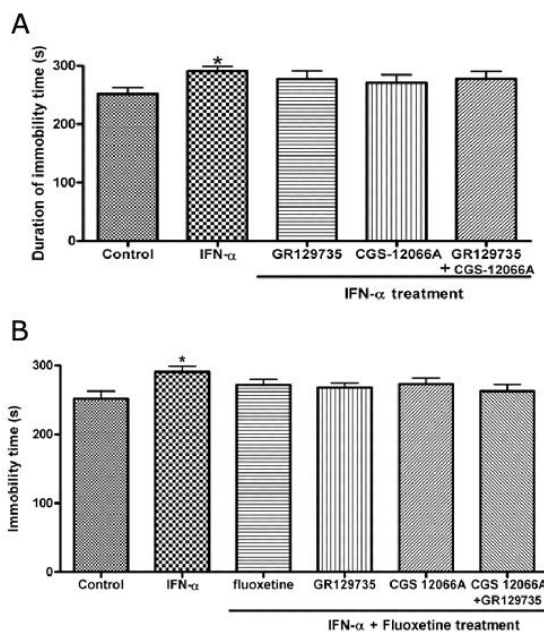 A
Duration of immobility time (s)
300
200
100
0
*
Control
IFN-α
GR129735
CGS-12066A
GR129735
+ CGS-12066A
IFN-α treatment
B
Immobility time (s)
300
200
100
0
*
Control
IFN-α
fluoxetine
GR129735
CGS 12066A
CGS 12066A
+GR129735
IFN-α + Fluoxetine treatment